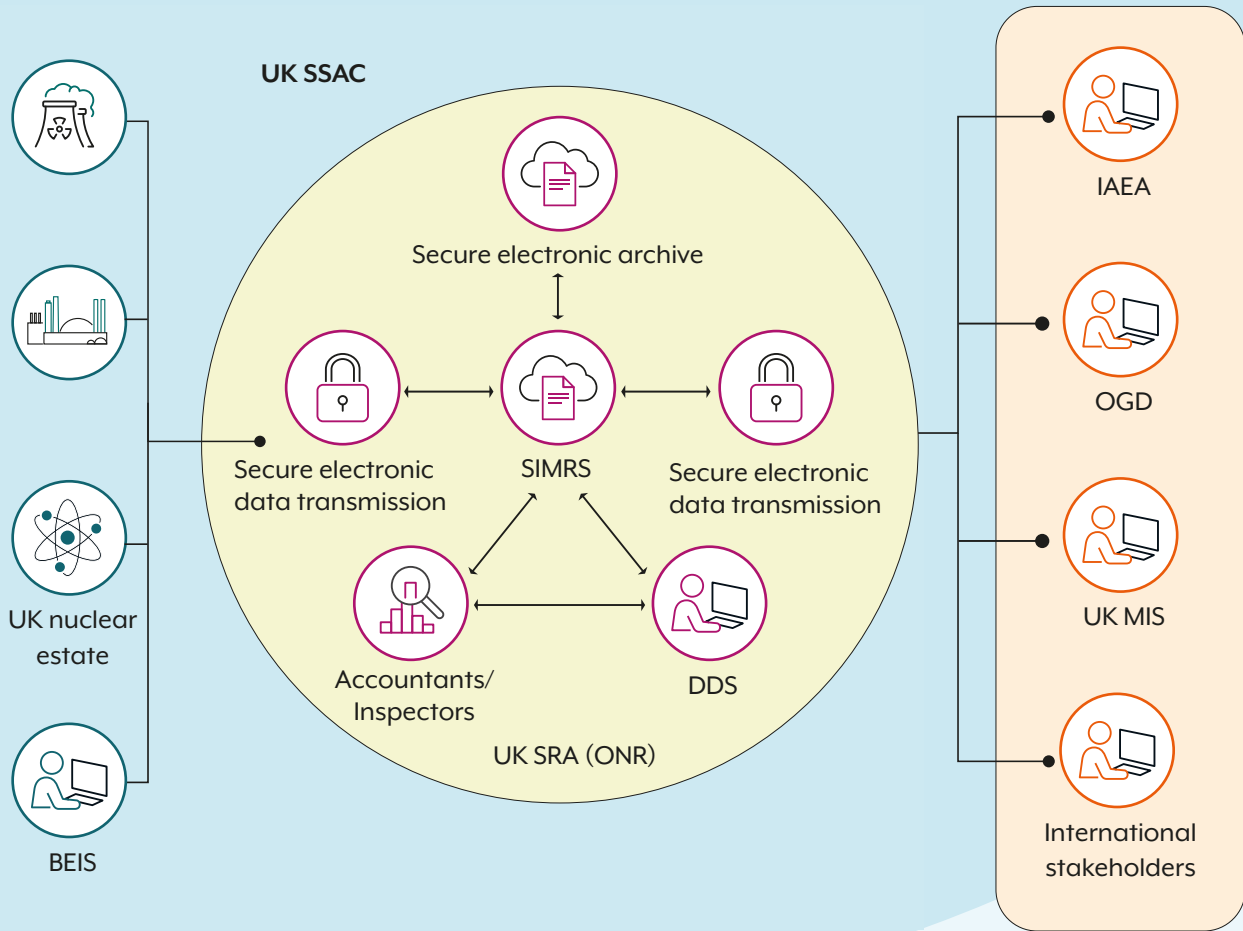 UK SSAC
UK nuclear
estate
BEIS
Secure electronic archive
Secure electronic
data transmission
SIMRS
Secure electronic
data transmission
Accountants/
Inspectors
DDS
UK SRA (ONR)
IAEA
OGD
UK MIS
International
stakeholders